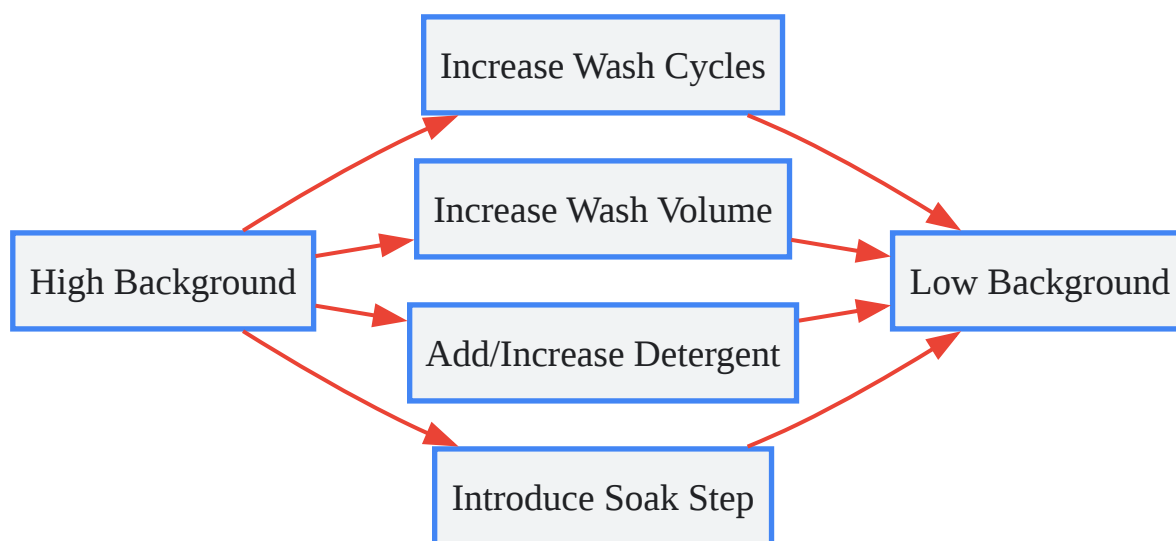 Increase Wash Cycles
Increase Wash Volume
High Background
Low Background
Add/Increase Detergent
Introduce Soak Step